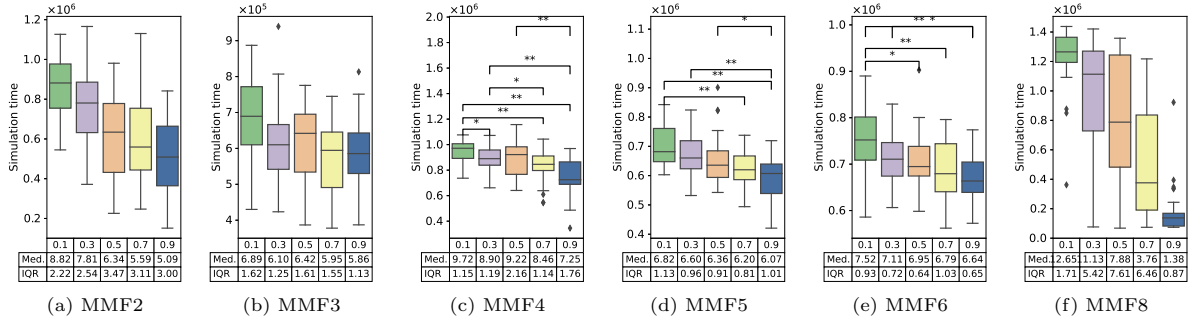 ×10⁶
Simulation time
1.2
1.0
0.8
0.6
0.4
0.2
0.1 0.3 0.5 0.7 0.9
Med. 8.82 7.81 6.34 5.59 5.09
IQR 2.22 2.54 3.47 3.11 3.00
(a) MMF2
×10⁵
Simulation time
9
8
7
6
5
4
0.1 0.3 0.5 0.7 0.9
Med. 6.89 6.10 6.42 5.95 5.86
IQR 1.62 1.25 1.61 1.55 1.13
(b) MMF3
×10⁶
Simulation time
2.0
1.8
1.6
1.4
1.2
1.0
0.8
0.6
0.4
**
**
*
**
**
*
0.1 0.3 0.5 0.7 0.9
Med. 9.72 8.90 9.22 8.46 7.25
IQR 1.15 1.19 2.16 1.14 1.76
(c) MMF4
×10⁶
Simulation time
1.1
1.0
0.9
0.8
0.7
0.6
0.5
0.4
*
**
**
**
0.1 0.3 0.5 0.7 0.9
Med. 6.82 6.60 6.36 6.20 6.07
IQR 1.13 0.96 0.91 0.81 1.01
(d) MMF5
×10⁶
Simulation time
1.0
0.9
0.8
0.7
0.6
** *
**
*
0.1 0.3 0.5 0.7 0.9
Med. 7.52 7.11 6.95 6.79 6.64
IQR 0.93 0.72 0.64 1.03 0.65
(e) MMF6
×10⁶
Simulation time
1.4
1.2
1.0
0.8
0.6
0.4
0.2
0.0
0.1 0.3 0.5 0.7 0.9
Med. 12.65 11.13 7.88 3.76 1.38
IQR 1.71 5.42 7.61 6.46 0.87
(f) MMF8